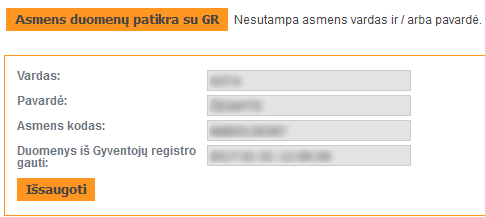 Asmens duomenų patikra su GR Nesutampa asmens vardas ir / arba pavardė.
Vardas:
Pavardė:
Asmens kodas:
Duomenys iš Gyventojų registro
gauti:
Išsaugoti